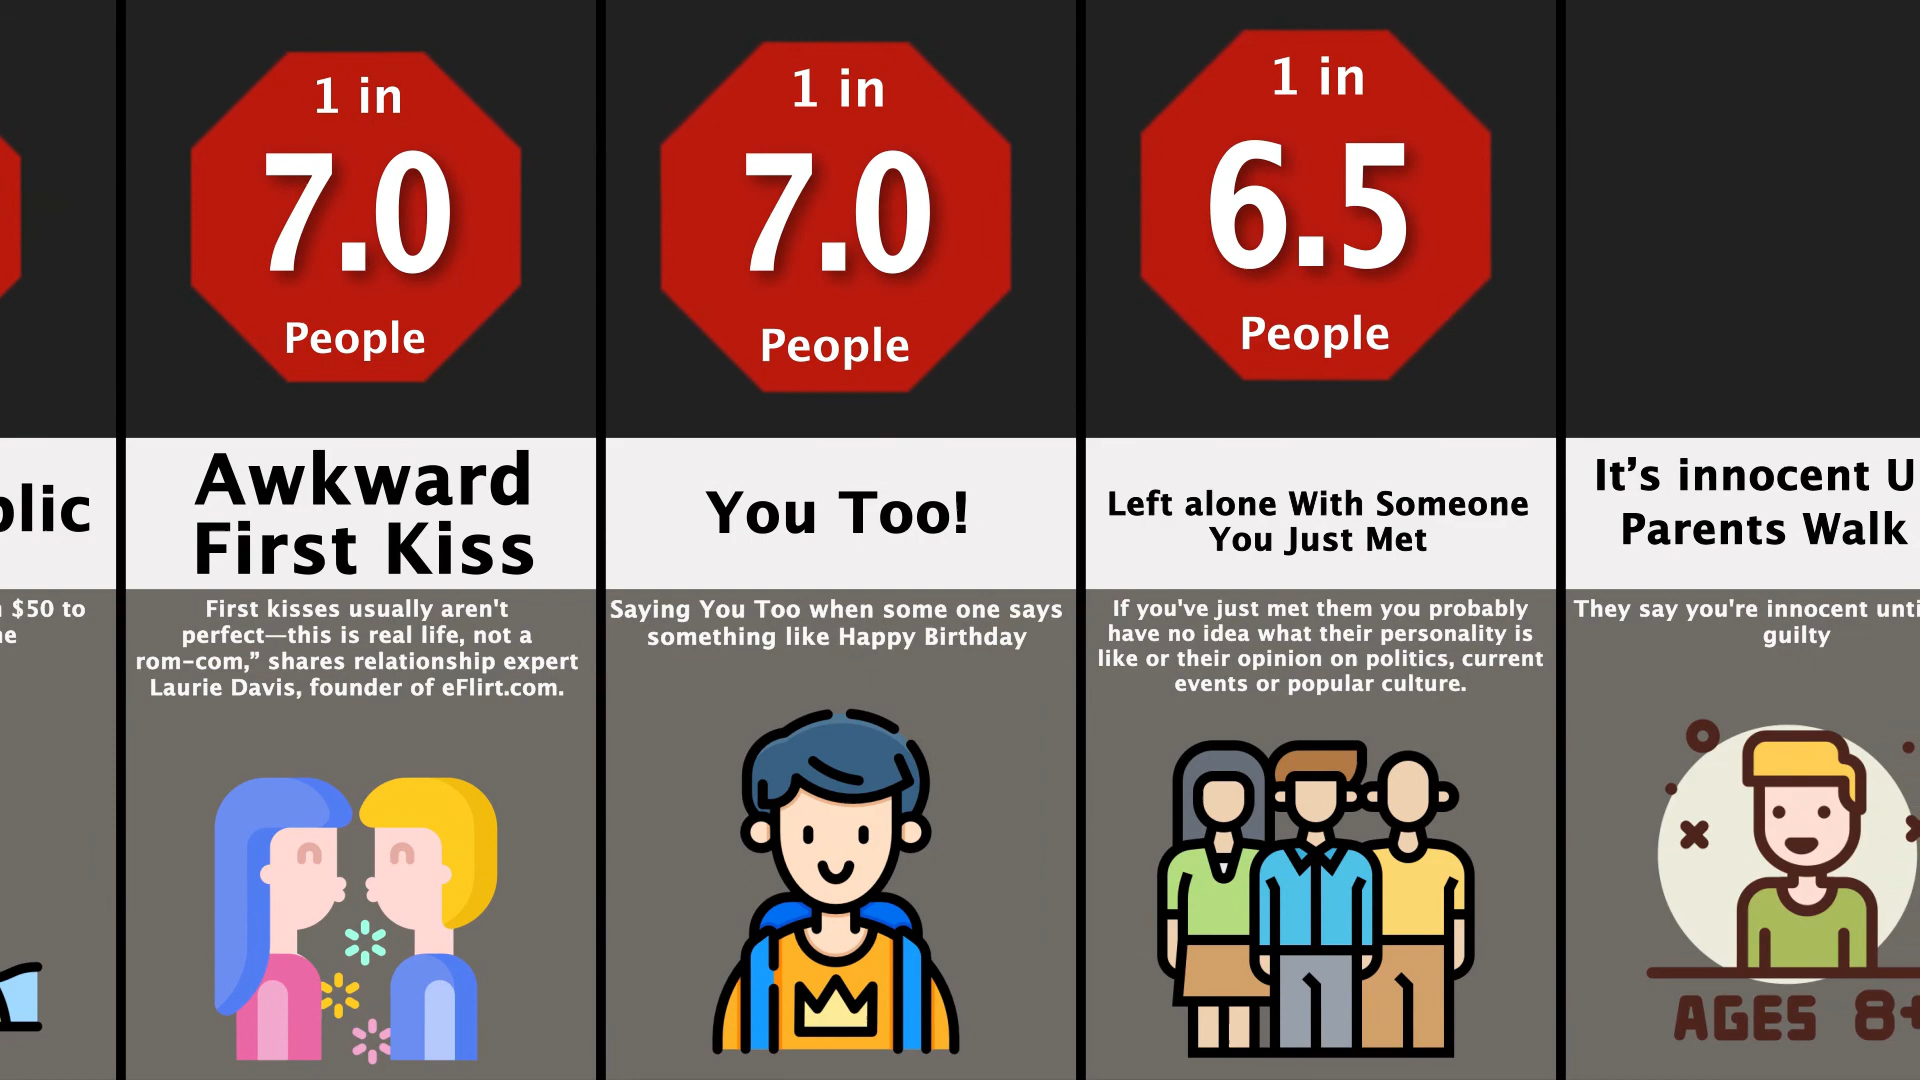 1 in
7.0
People
1 in
7.0
People
1 in
6.5
People
Awkward
First Kiss
You Too!
Left alone With Someone
You Just Met
It’s innocent U
Parents Walk
$50 to
First kisses usually aren't
perfect—this is real life, not a
rom-com,” shares relationship expert
Laurie Davis, founder of eFlirt.com.
Saying You Too when some one says
something like Happy Birthday
If you've just met them you probably
have no idea what their personality is
like or their opinion on politics, current
events or popular culture.
They say you're innocent unti
guilty
AGES 8+